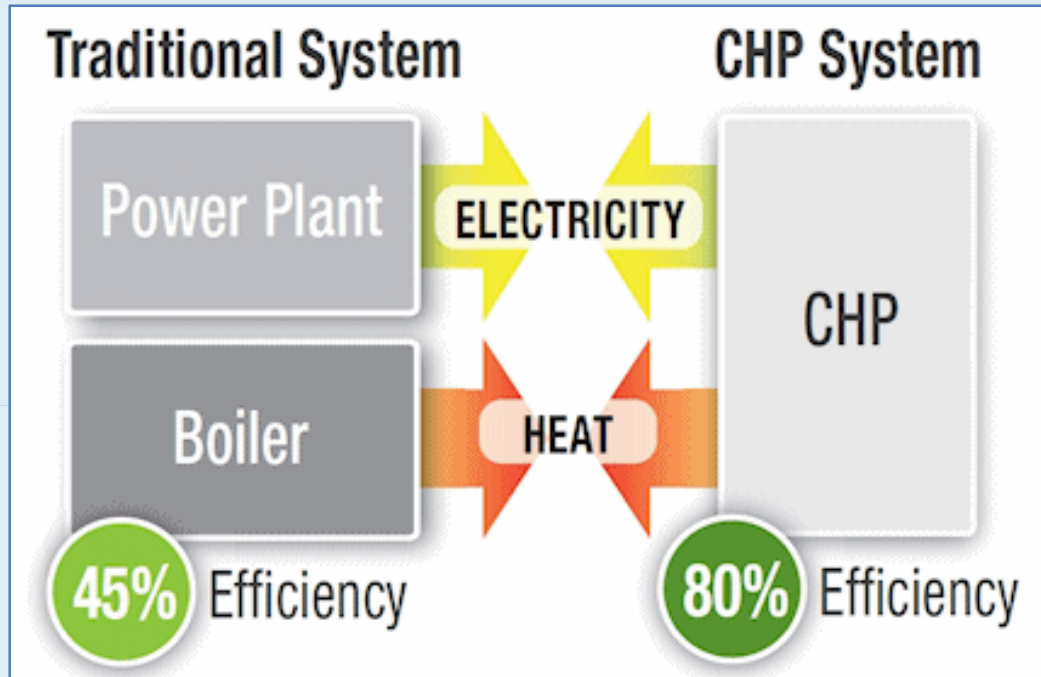 Traditional System
CHP System
Power Plant
ELECTRICITY
CHP
Boiler
HEAT
45% Efficiency
80% Efficiency